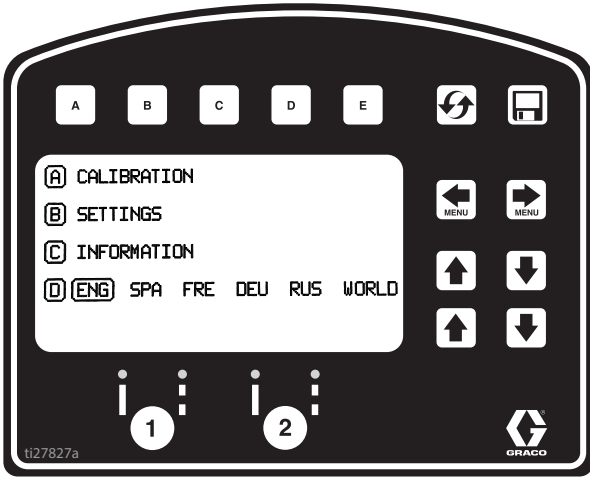 A B C D E
A CALIBRATION
MENU MENU
B SETTINGS
C INFORMATION
D ENG SPA FRE DEU RUS WORLD
1 2
ti27827a
GRACO